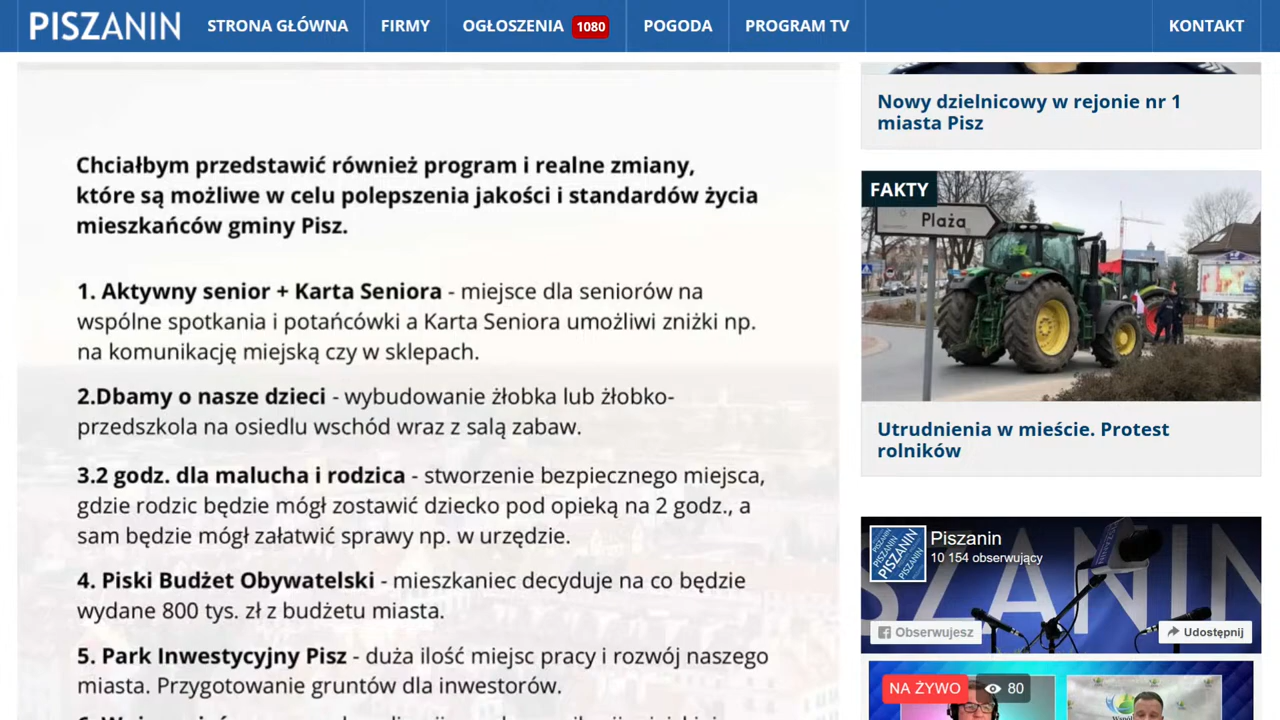 PISZANIN
STRONA GŁÓWNA
FIRMY
OGŁOSZENIA 1080
POGODA
PROGRAM TV
KONTAKT
Chciałbym przedstawić również program i realne zmiany,
które są możliwe w celu polepszenia jakości i standardów życia
mieszkańców gminy Pisz.
1. Aktywny senior + Karta Seniora - miejsce dla seniorów na
wspólne spotkania i potańcówki a Karta Seniora umożliwi zniżki np.
na komunikację miejską czy w sklepach.
2.Dbamy o nasze dzieci - wybudowanie żłobka lub żłobko-
przedszkola na osiedlu wschód wraz z salą zabaw.
3.2 godz. dla malucha i rodzica - stworzenie bezpiecznego miejsca,
gdzie rodzic będzie mógł zostawić dziecko pod opieką na 2 godz., a
sam będzie mógł załatwić sprawy np. w urzędzie.
4. Piski Budżet Obywatelski - mieszkaniec decyduje na co będzie
wydane 800 tys. zł z budżetu miasta.
5. Park Inwestycyjny Pisz - duża ilość miejsc pracy i rozwój naszego
miasta. Przygotowanie gruntów dla inwestorów.
Nowy dzielnicowy w rejonie nr 1
miasta Pisz
FAKTY
Plaża
Utrudnienia w mieście. Protest
rolników
PISZANIN
PISZANIN
PISZANIN
Piszanin
10 154 obserwujący
SZANIN
Obserwujesz
Udostępnij
NA ŻYWO
80